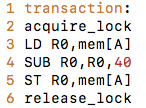 1 transaction:
2 acquire_lock
3 LD R0,mem[A]
4 SUB R0,R0,40
5 ST R0,mem[A]
6 release_lock